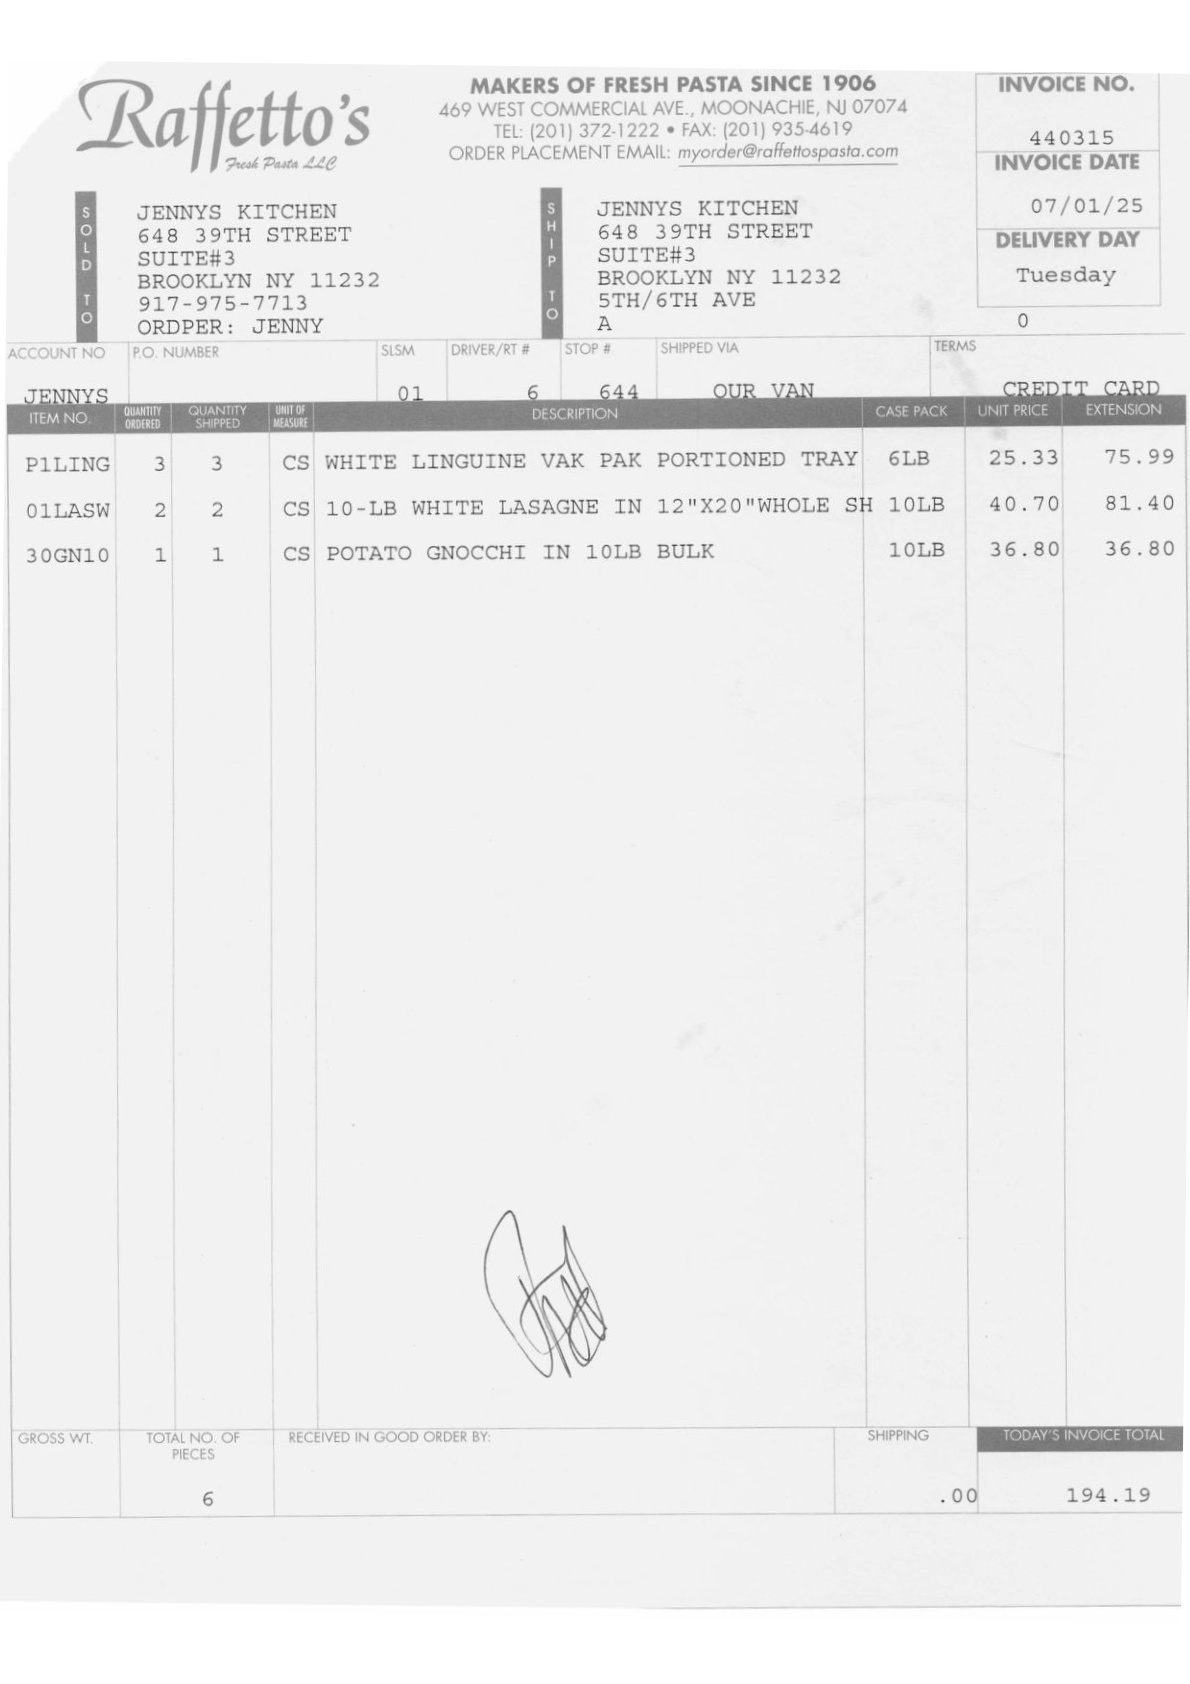 Raffetto's
Fresh Pasta LLC
MAKERS OF FRESH PASTA SINCE 1906
469 WEST COMMERCIAL AVE., MOONACHIE, NJ 07074
TEL: (201) 372-1222 • FAX: (201) 935-4619
ORDER PLACEMENT EMAIL: myorder@raffettospasta.com
INVOICE NO.
440315
INVOICE DATE
07/01/25
DELIVERY DAY
Tuesday
0
SOLD TO
JENNYS KITCHEN
648 39TH STREET
SUITE#3
BROOKLYN NY 11232
917-975-7713
ORDPER: JENNY
SHIP TO
JENNYS KITCHEN
648 39TH STREET
SUITE#3
BROOKLYN NY 11232
5TH/6TH AVE
A
ACCOUNT NO P.O. NUMBER SLSM DRIVER/RT # STOP # SHIPPED VIA TERMS
JENNYS 01 6 644 OUR VAN CREDIT CARD
ITEM NO. QUANTITY ORDERED QUANTITY SHIPPED UNIT OF MEASURE DESCRIPTION CASE PACK UNIT PRICE EXTENSION
P1LING 3 3 CS WHITE LINGUINE VAK PAK PORTIONED TRAY 6LB 25.33 75.99
01LASW 2 2 CS 10-LB WHITE LASAGNE IN 12"X20"WHOLE SH 10LB 40.70 81.40
30GN10 1 1 CS POTATO GNOCCHI IN 10LB BULK 10LB 36.80 36.80
GROSS WT. TOTAL NO. OF PIECES RECEIVED IN GOOD ORDER BY: SHIPPING TODAY'S INVOICE TOTAL
6 .00 194.19